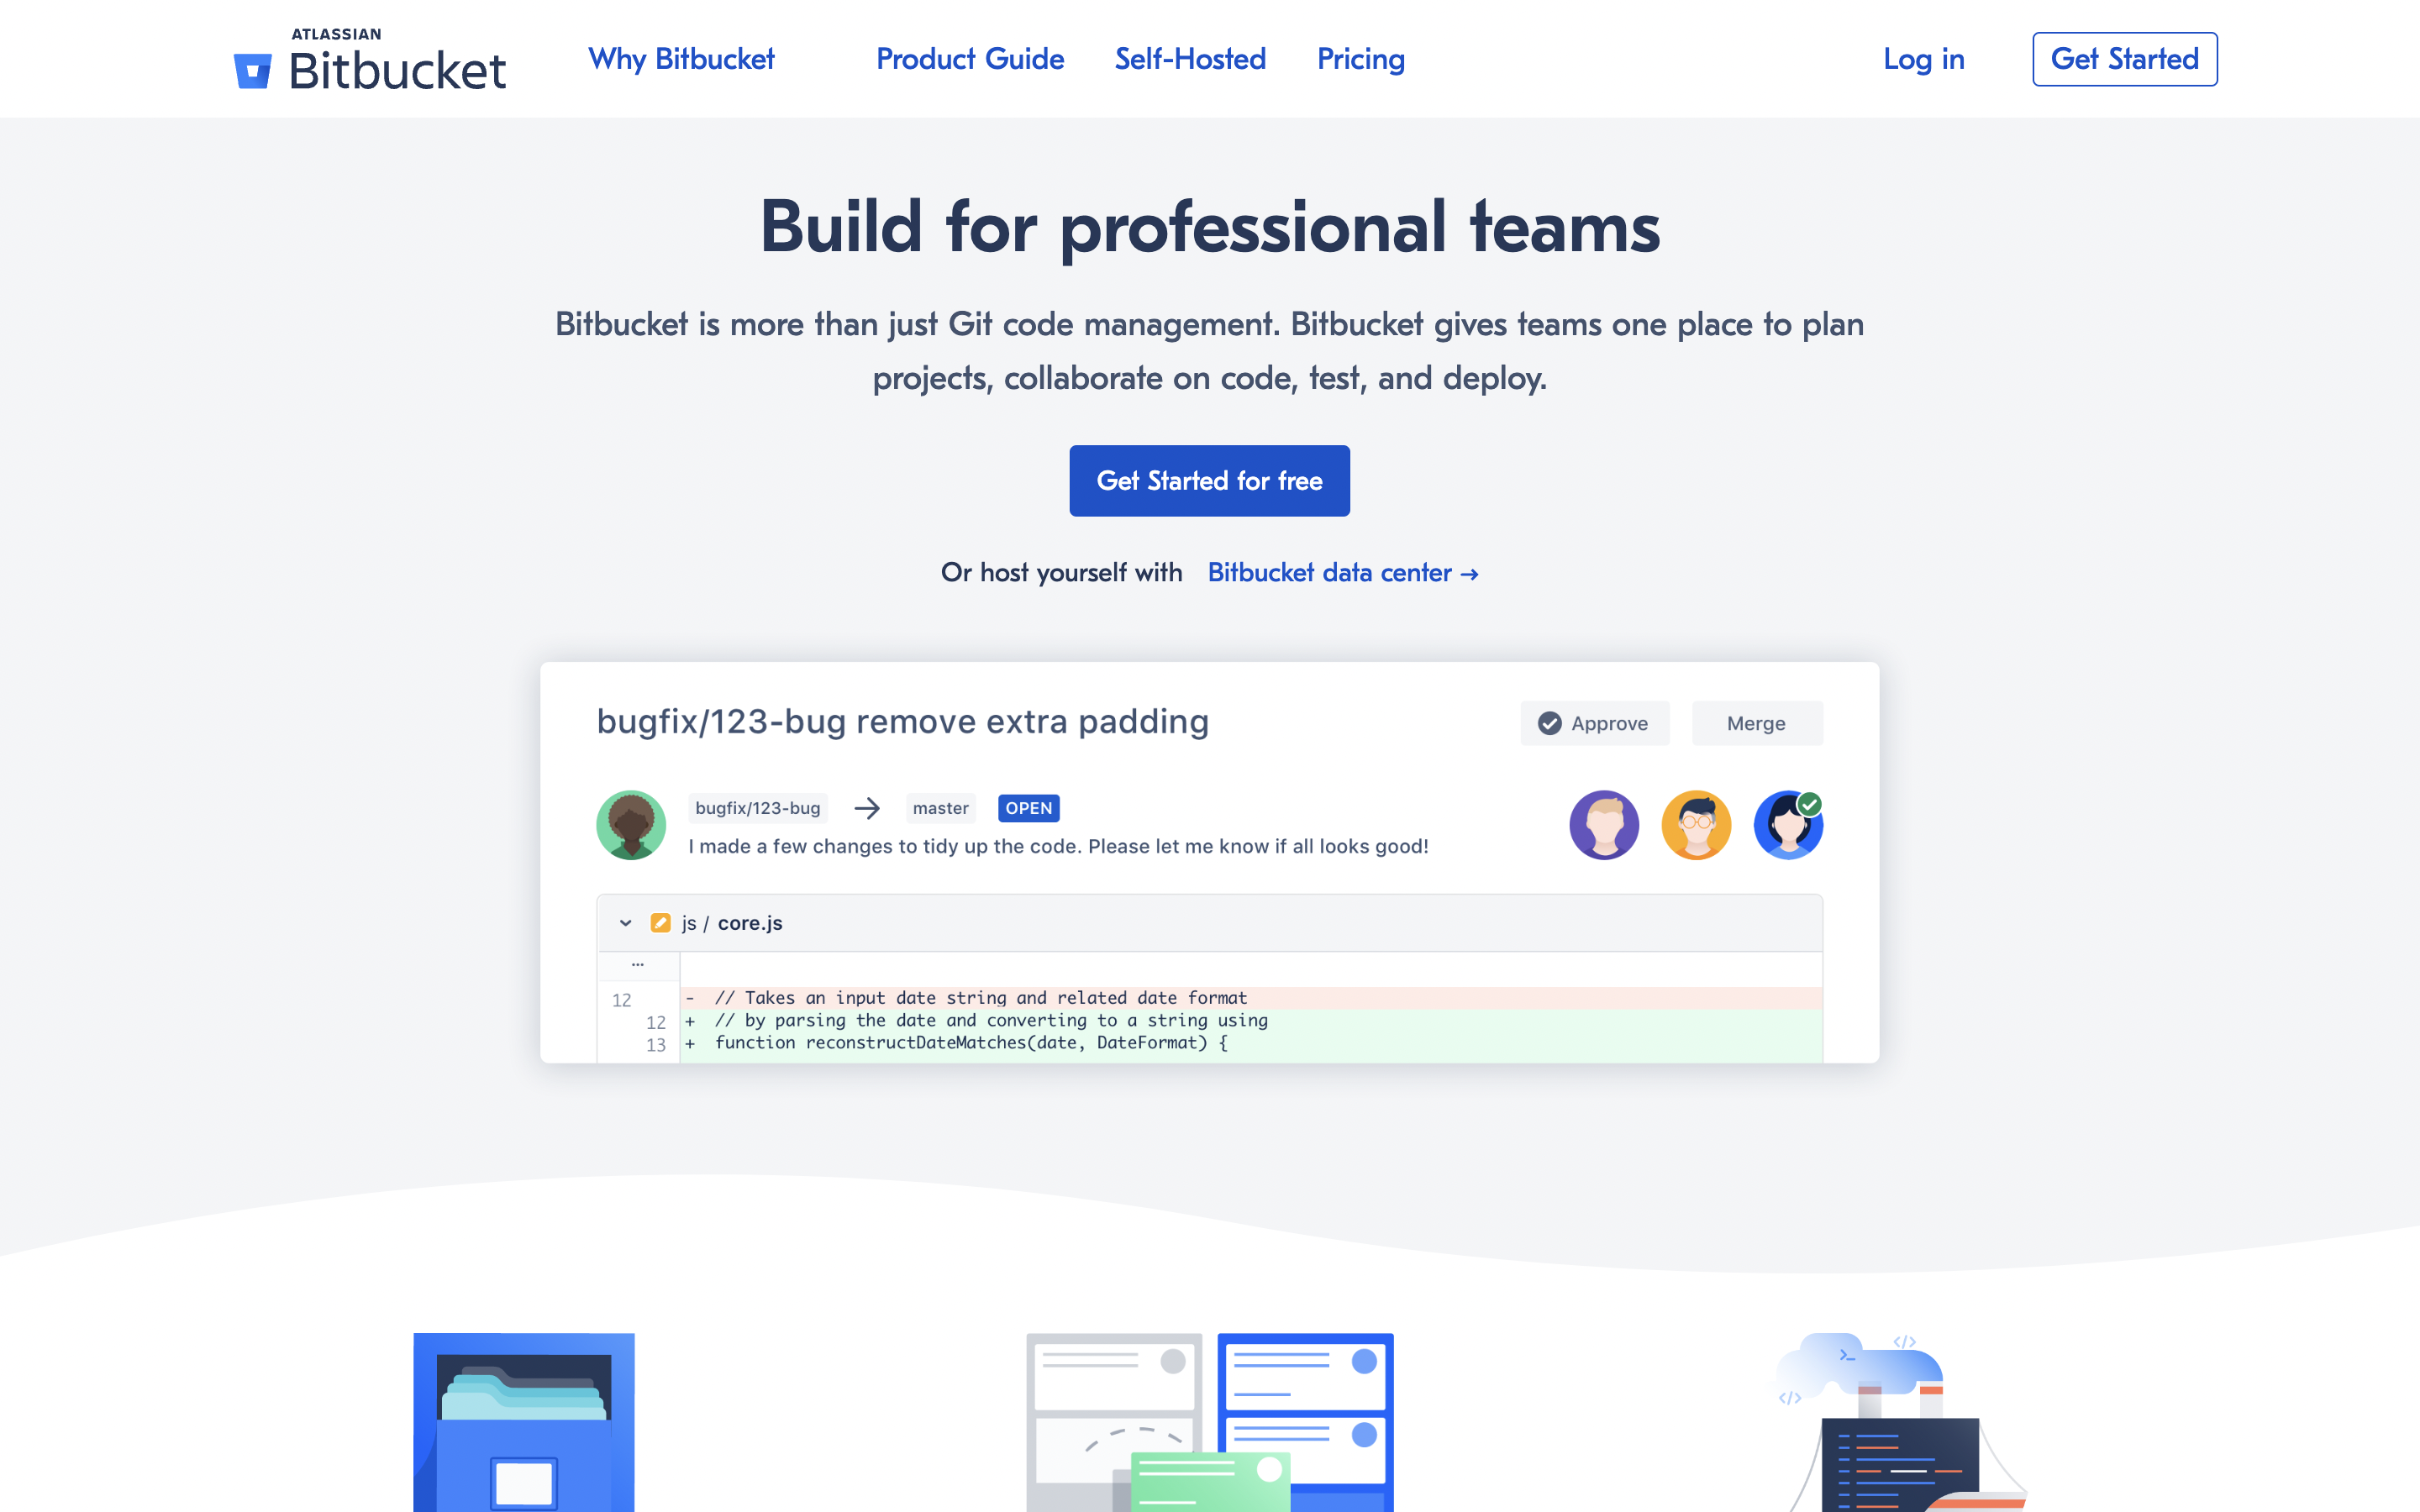 ATLASSIAN
Bitbucket
Why Bitbucket
Product Guide
Self-Hosted
Pricing
Log in
Get Started
Build for professional teams
Bitbucket is more than just Git code management. Bitbucket gives teams one place to plan
projects, collaborate on code, test, and deploy.
Get Started for free
Or host yourself with Bitbucket data center →
bugfix/123-bug remove extra padding
Approve
Merge
bugfix/123-bug → master OPEN
I made a few changes to tidy up the code. Please let me know if all looks good!
js / core.js
...
12 - // Takes an input date string and related date format
12 + // by parsing the date and converting to a string using
13 + function reconstructDateMatches(date, DateFormat) {
</>
>_
</>